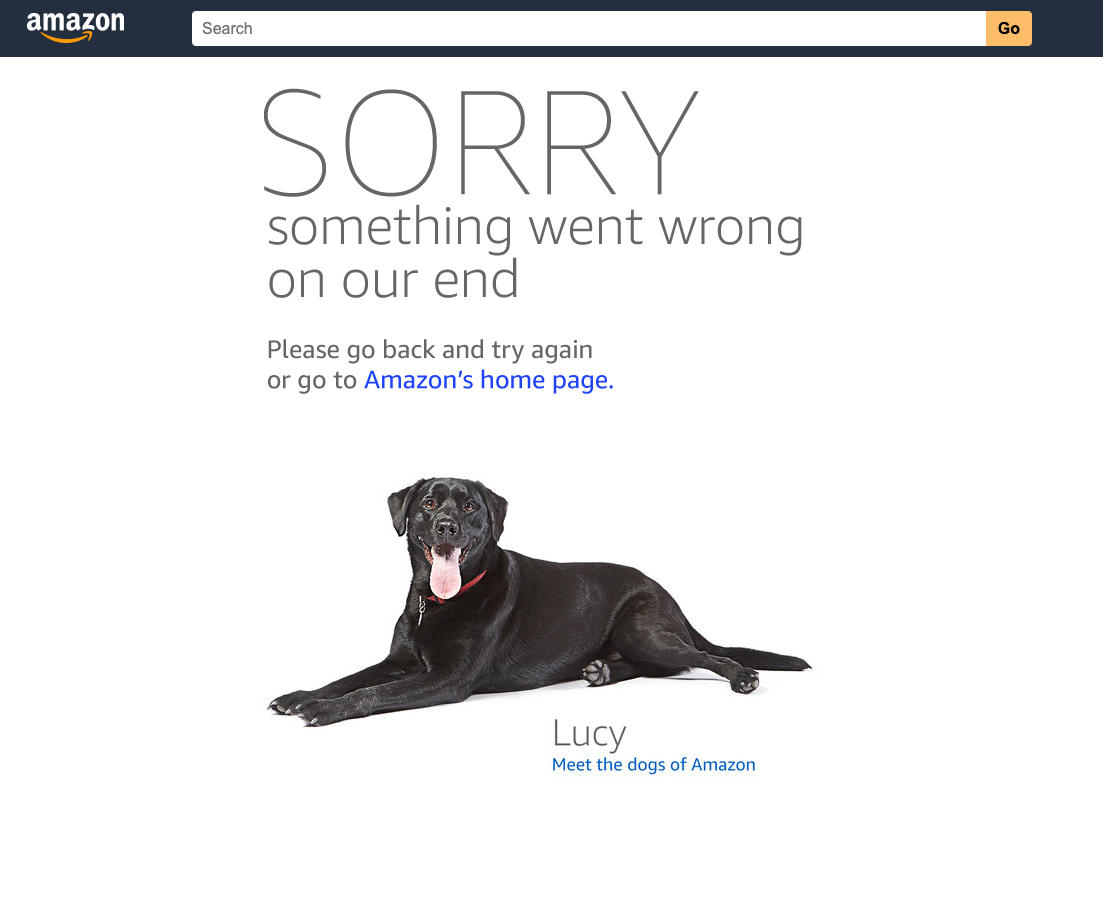 amazon
Search
Go
SORRY
something went wrong
on our end
Please go back and try again
or go to Amazon’s home page.
Lucy
Meet the dogs of Amazon